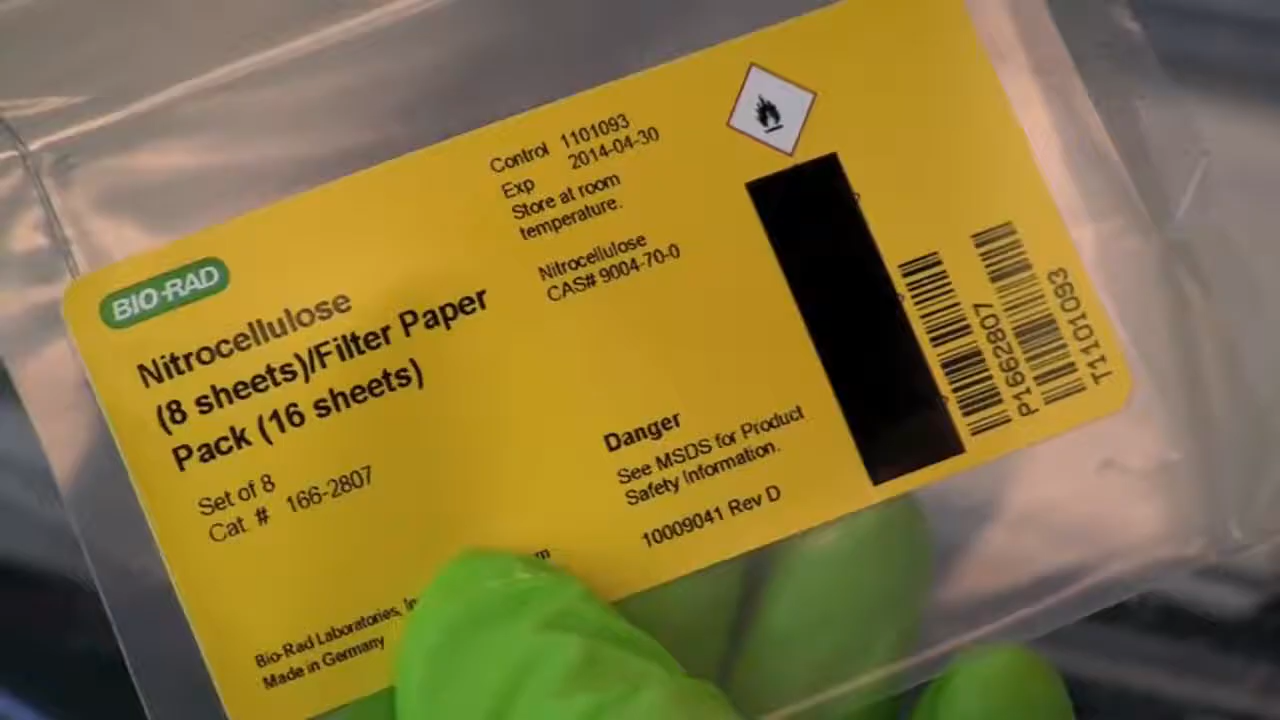 BIO-RAD
Nitrocellulose
(8 sheets)/Filter Paper
Pack (16 sheets)
Set of 8
Cat # 166-2807
Bio-Rad Laboratories,
Made in Germany
Control 1101093
Exp 2014-04-30
Store at room
temperature.
Nitrocellulose
CAS# 9004-70-0
Danger
See MSDS for Product
Safety Information.
10009041 Rev D
P1662807
T1101093